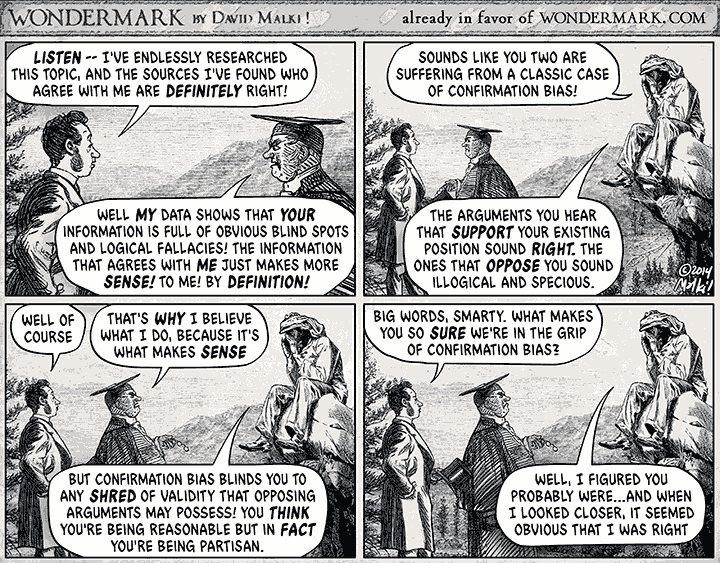 WONDERMARK BY DAVID MALKI ! already in favor of WONDERMARK.COM
LISTEN -- I'VE ENDLESSLY RESEARCHED
THIS TOPIC, AND THE SOURCES I'VE FOUND WHO
AGREE WITH ME ARE DEFINITELY RIGHT!
WELL MY DATA SHOWS THAT YOUR
INFORMATION IS FULL OF OBVIOUS BLIND SPOTS
AND LOGICAL FALLACIES! THE INFORMATION
THAT AGREES WITH ME JUST MAKES MORE
SENSE! TO ME! BY DEFINITION!
SOUNDS LIKE YOU TWO ARE
SUFFERING FROM A CLASSIC CASE
OF CONFIRMATION BIAS!
THE ARGUMENTS YOU HEAR
THAT SUPPORT YOUR EXISTING
POSITION SOUND RIGHT. THE
ONES THAT OPPOSE YOU SOUND
ILLOGICAL AND SPECIOUS.
©2014
Malki!
WELL OF
COURSE
THAT'S WHY I BELIEVE
WHAT I DO, BECAUSE IT'S
WHAT MAKES SENSE
BUT CONFIRMATION BIAS BLINDS YOU TO
ANY SHRED OF VALIDITY THAT OPPOSING
ARGUMENTS MAY POSSESS! YOU THINK
YOU'RE BEING REASONABLE BUT IN FACT
YOU'RE BEING PARTISAN.
BIG WORDS, SMARTY. WHAT MAKES
YOU SO SURE WE'RE IN THE GRIP
OF CONFIRMATION BIAS?
WELL, I FIGURED YOU
PROBABLY WERE...AND WHEN
I LOOKED CLOSER, IT SEEMED
OBVIOUS THAT I WAS RIGHT